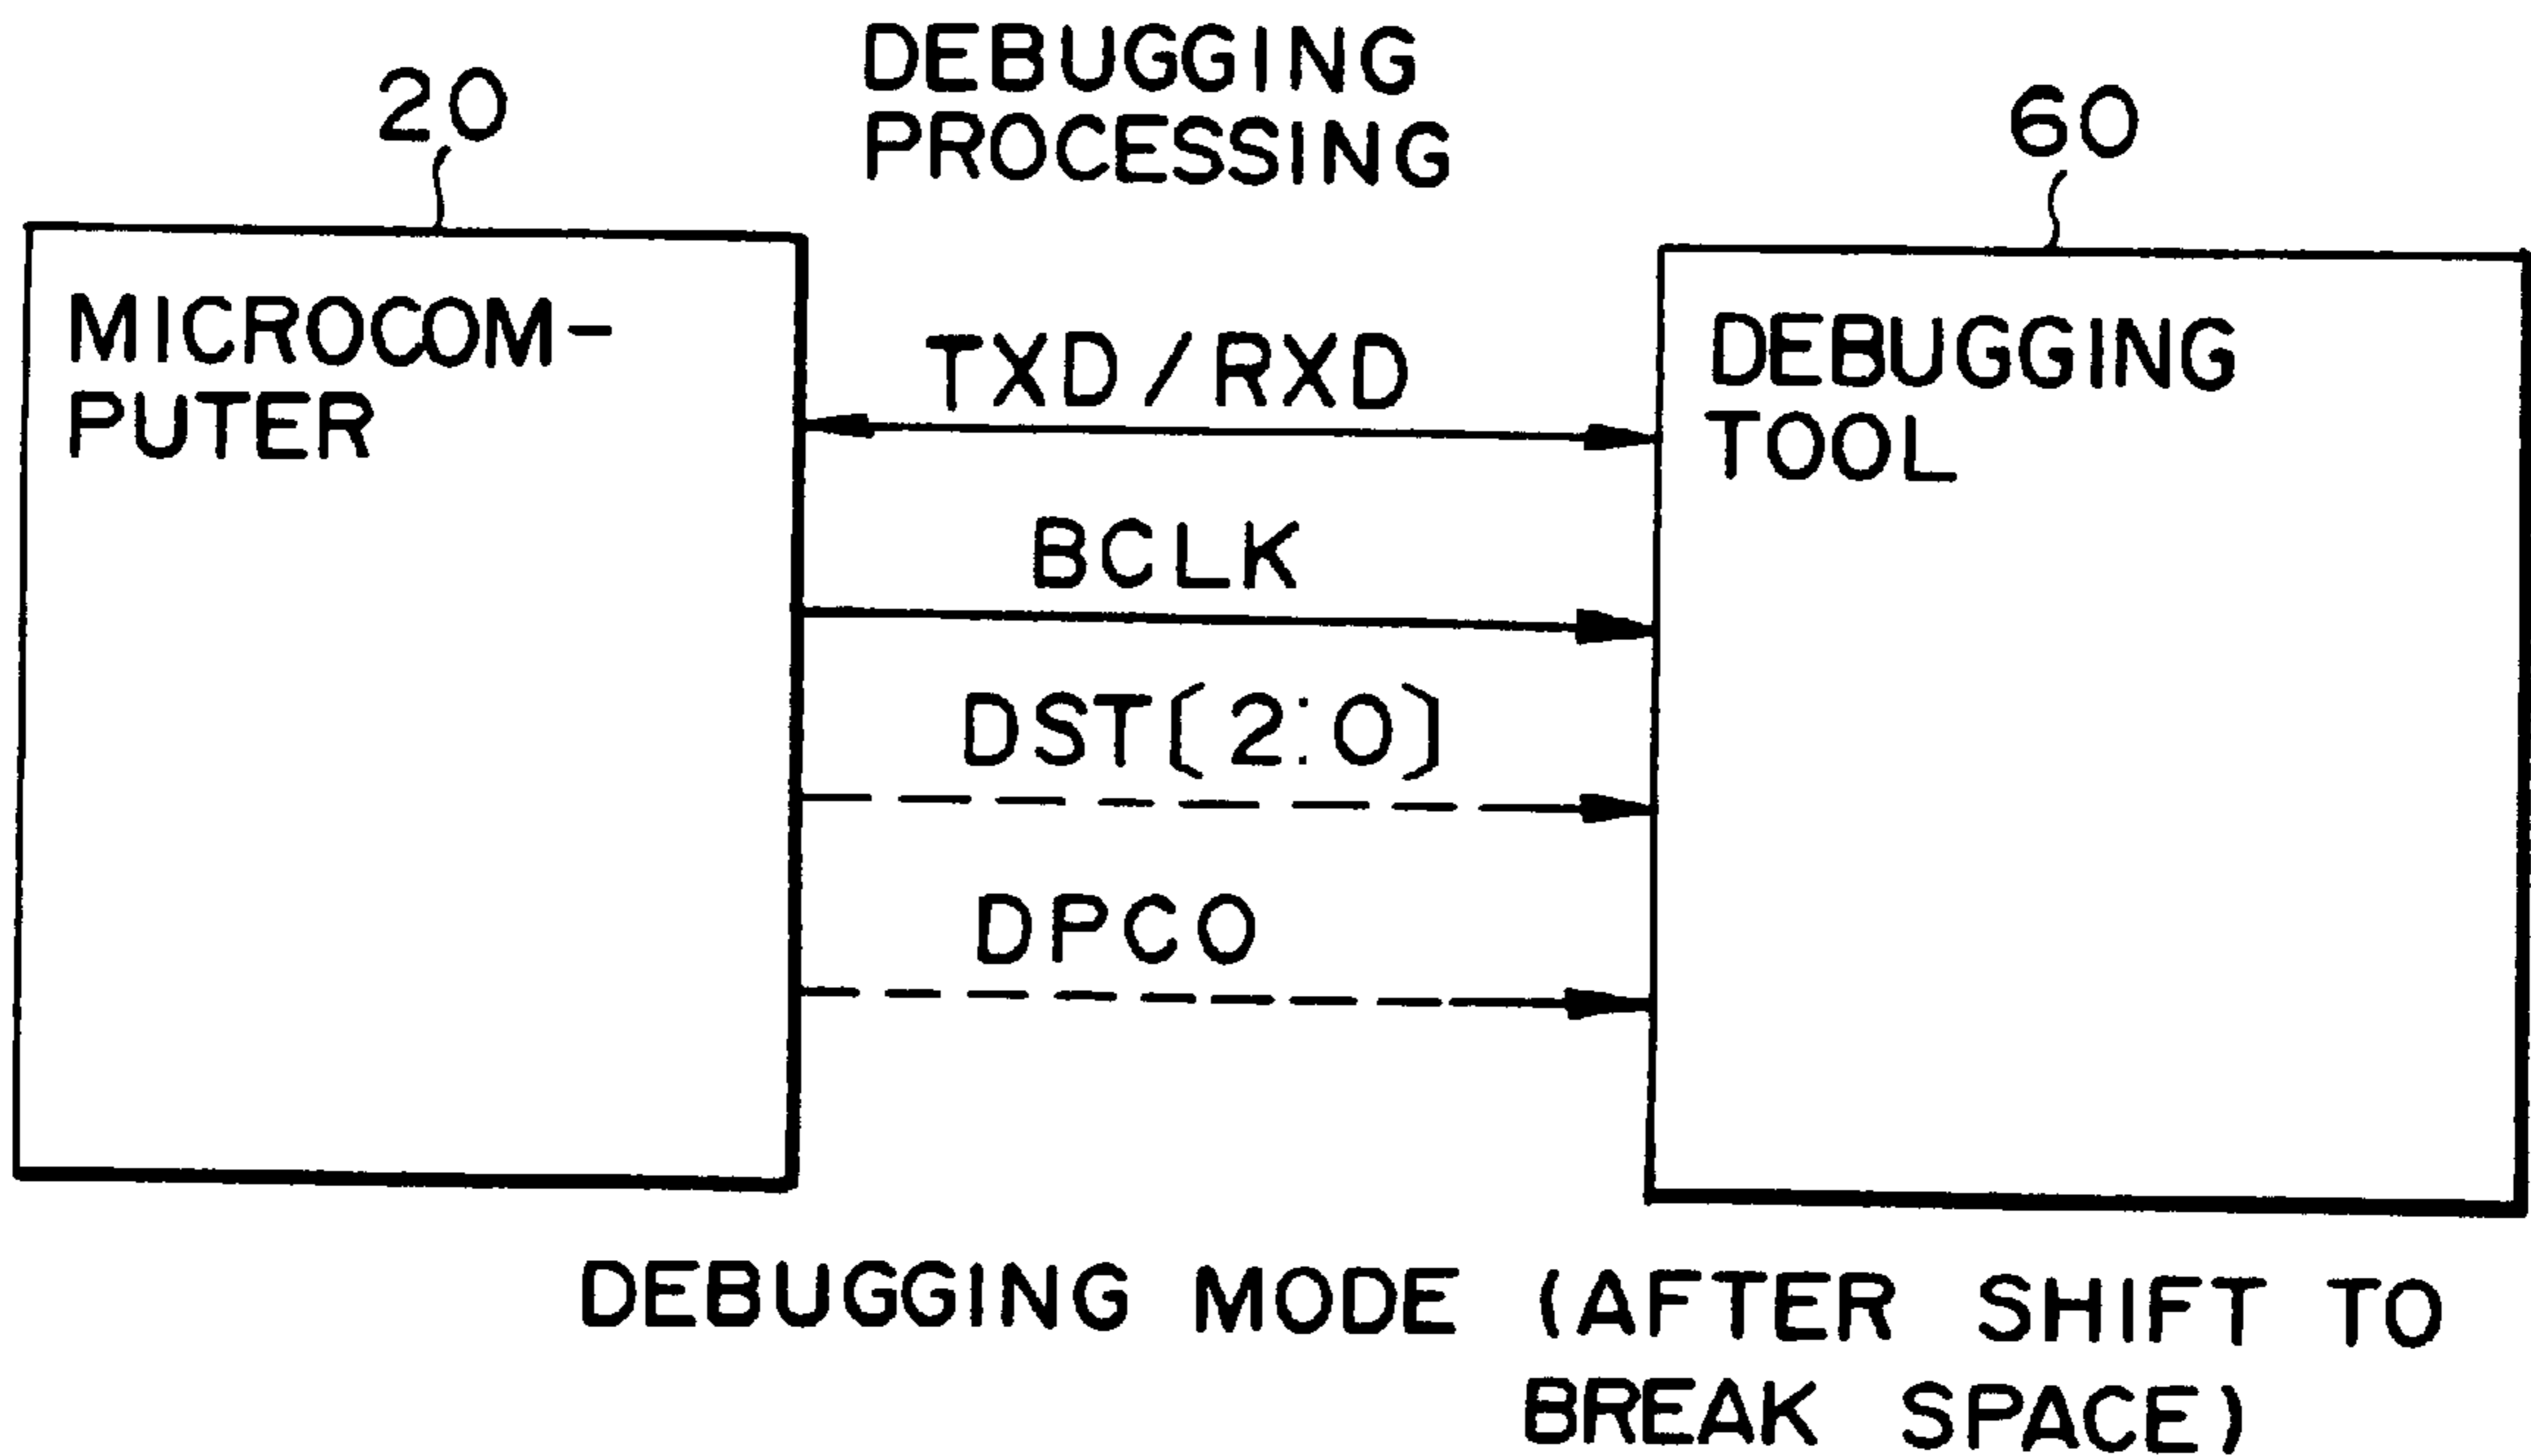 DEBUGGING
PROCESSING
20
60
MICROCOM-
PUTER
TXD/RXD
DEBUGGING
TOOL
BCLK
DST[2:0]
DPCO
DEBUGGING MODE (AFTER SHIFT TO
BREAK SPACE)